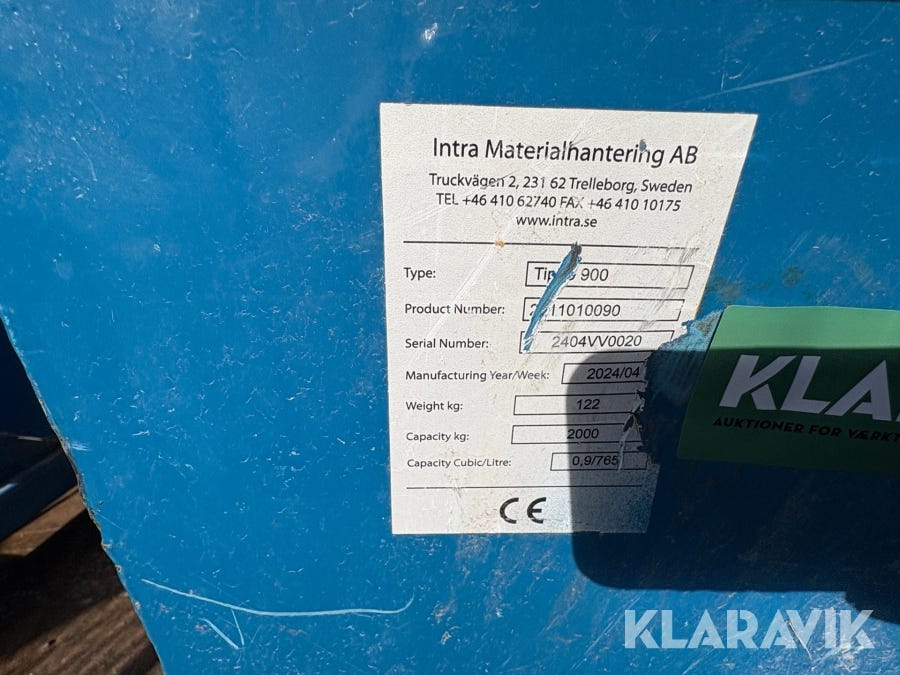 Intra Materialhantering AB
Truckvägen 2, 231 62 Trelleborg, Sweden
TEL +46 410 62740 FAX +46 410 10175
www.intra.se
Type: 900
Product Number:
Serial Number: 2404VV0020
Manufacturing Year/Week: 2024/04
Weight kg: 122
Capacity kg: 2000
Capacity Cubic/Litre: 0,9/765
CE
KLA
AUKTIONER FOR VÆRKT
KLARAVIK